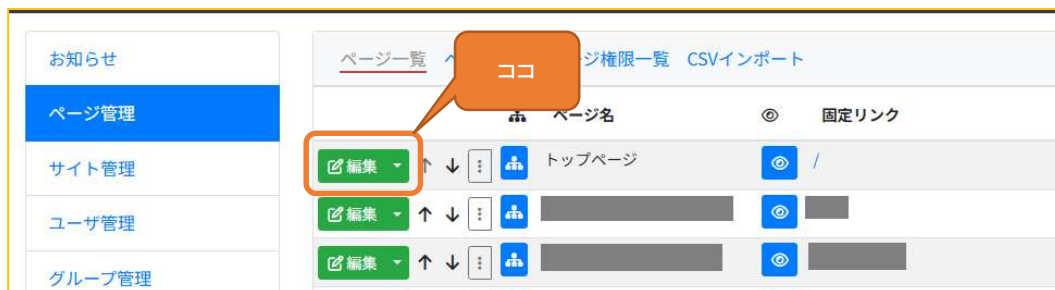 お知らせ
ページ管理
サイト管理
ユーザ管理
グループ管理
ページ一覧 ジ権限一覧 CSVインポート
ココ
ページ名 固定リンク
編集 トップページ /
編集
編集